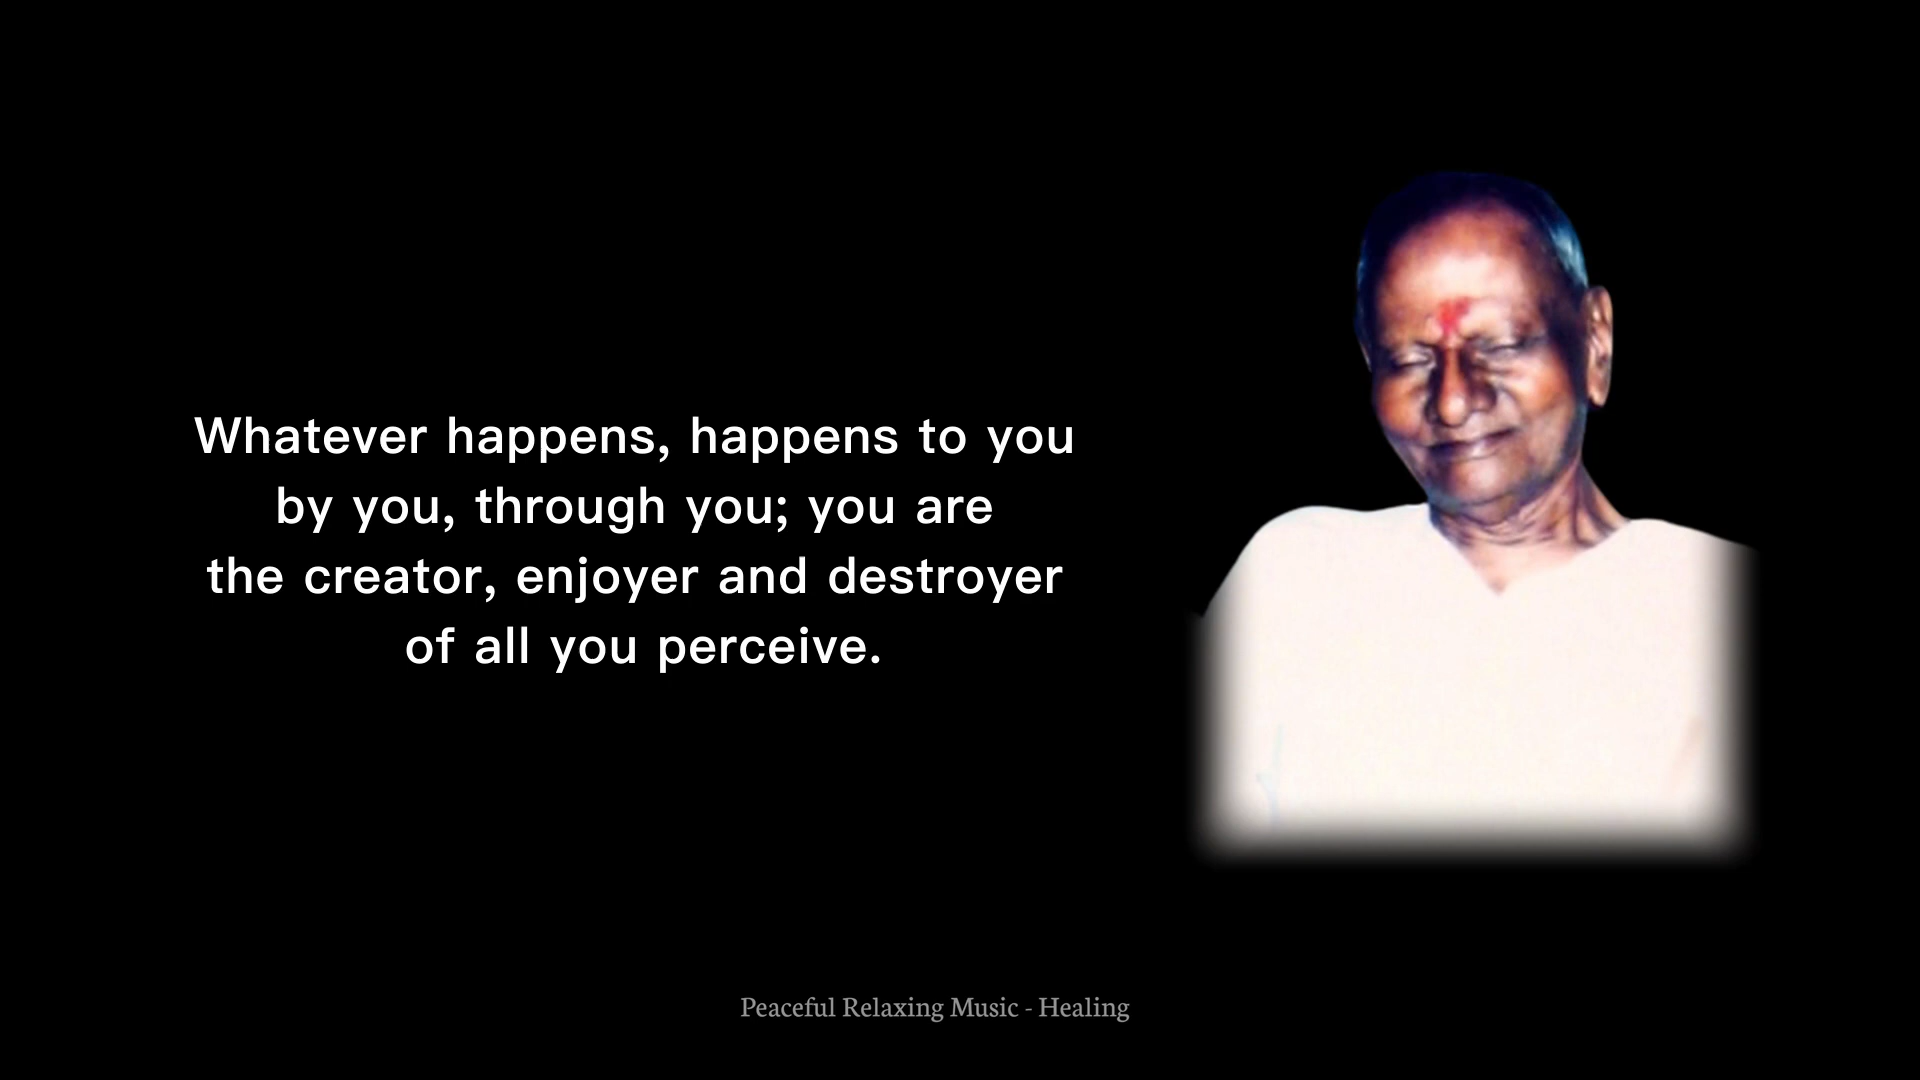 Whatever happens, happens to you
by you, through you; you are
the creator, enjoyer and destroyer
of all you perceive.
Peaceful Relaxing Music - Healing